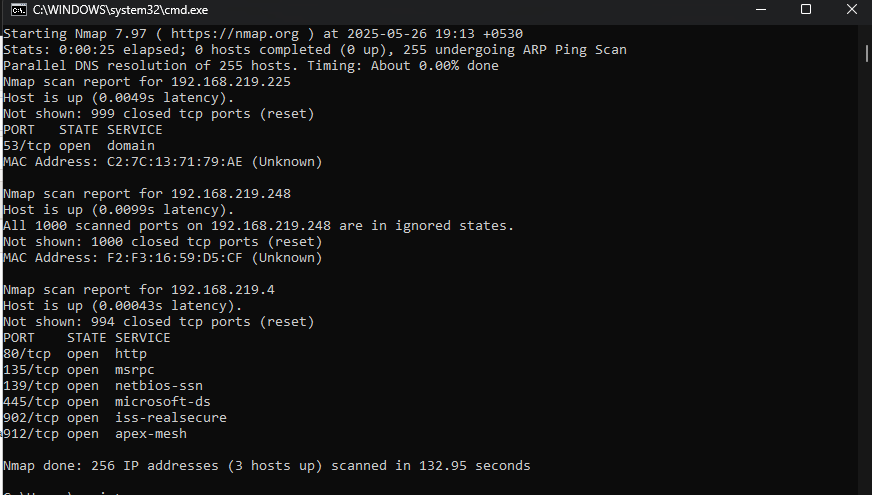 C:\WINDOWS\system32\cmd.exe
Starting Nmap 7.97 ( https://nmap.org ) at 2025-05-26 19:13 +0530
Stats: 0:00:25 elapsed; 0 hosts completed (0 up), 255 undergoing ARP Ping Scan
Parallel DNS resolution of 255 hosts. Timing: About 0.00% done
Nmap scan report for 192.168.219.225
Host is up (0.0049s latency).
Not shown: 999 closed tcp ports (reset)
PORT   STATE SERVICE
53/tcp open  domain
MAC Address: C2:7C:13:71:79:AE (Unknown)
Nmap scan report for 192.168.219.248
Host is up (0.0099s latency).
All 1000 scanned ports on 192.168.219.248 are in ignored states.
Not shown: 1000 closed tcp ports (reset)
MAC Address: F2:F3:16:59:D5:CF (Unknown)
Nmap scan report for 192.168.219.4
Host is up (0.00043s latency).
Not shown: 994 closed tcp ports (reset)
PORT    STATE SERVICE
80/tcp  open  http
135/tcp open  msrpc
139/tcp open  netbios-ssn
445/tcp open  microsoft-ds
902/tcp open  iss-realsecure
912/tcp open  apex-mesh
Nmap done: 256 IP addresses (3 hosts up) scanned in 132.95 seconds